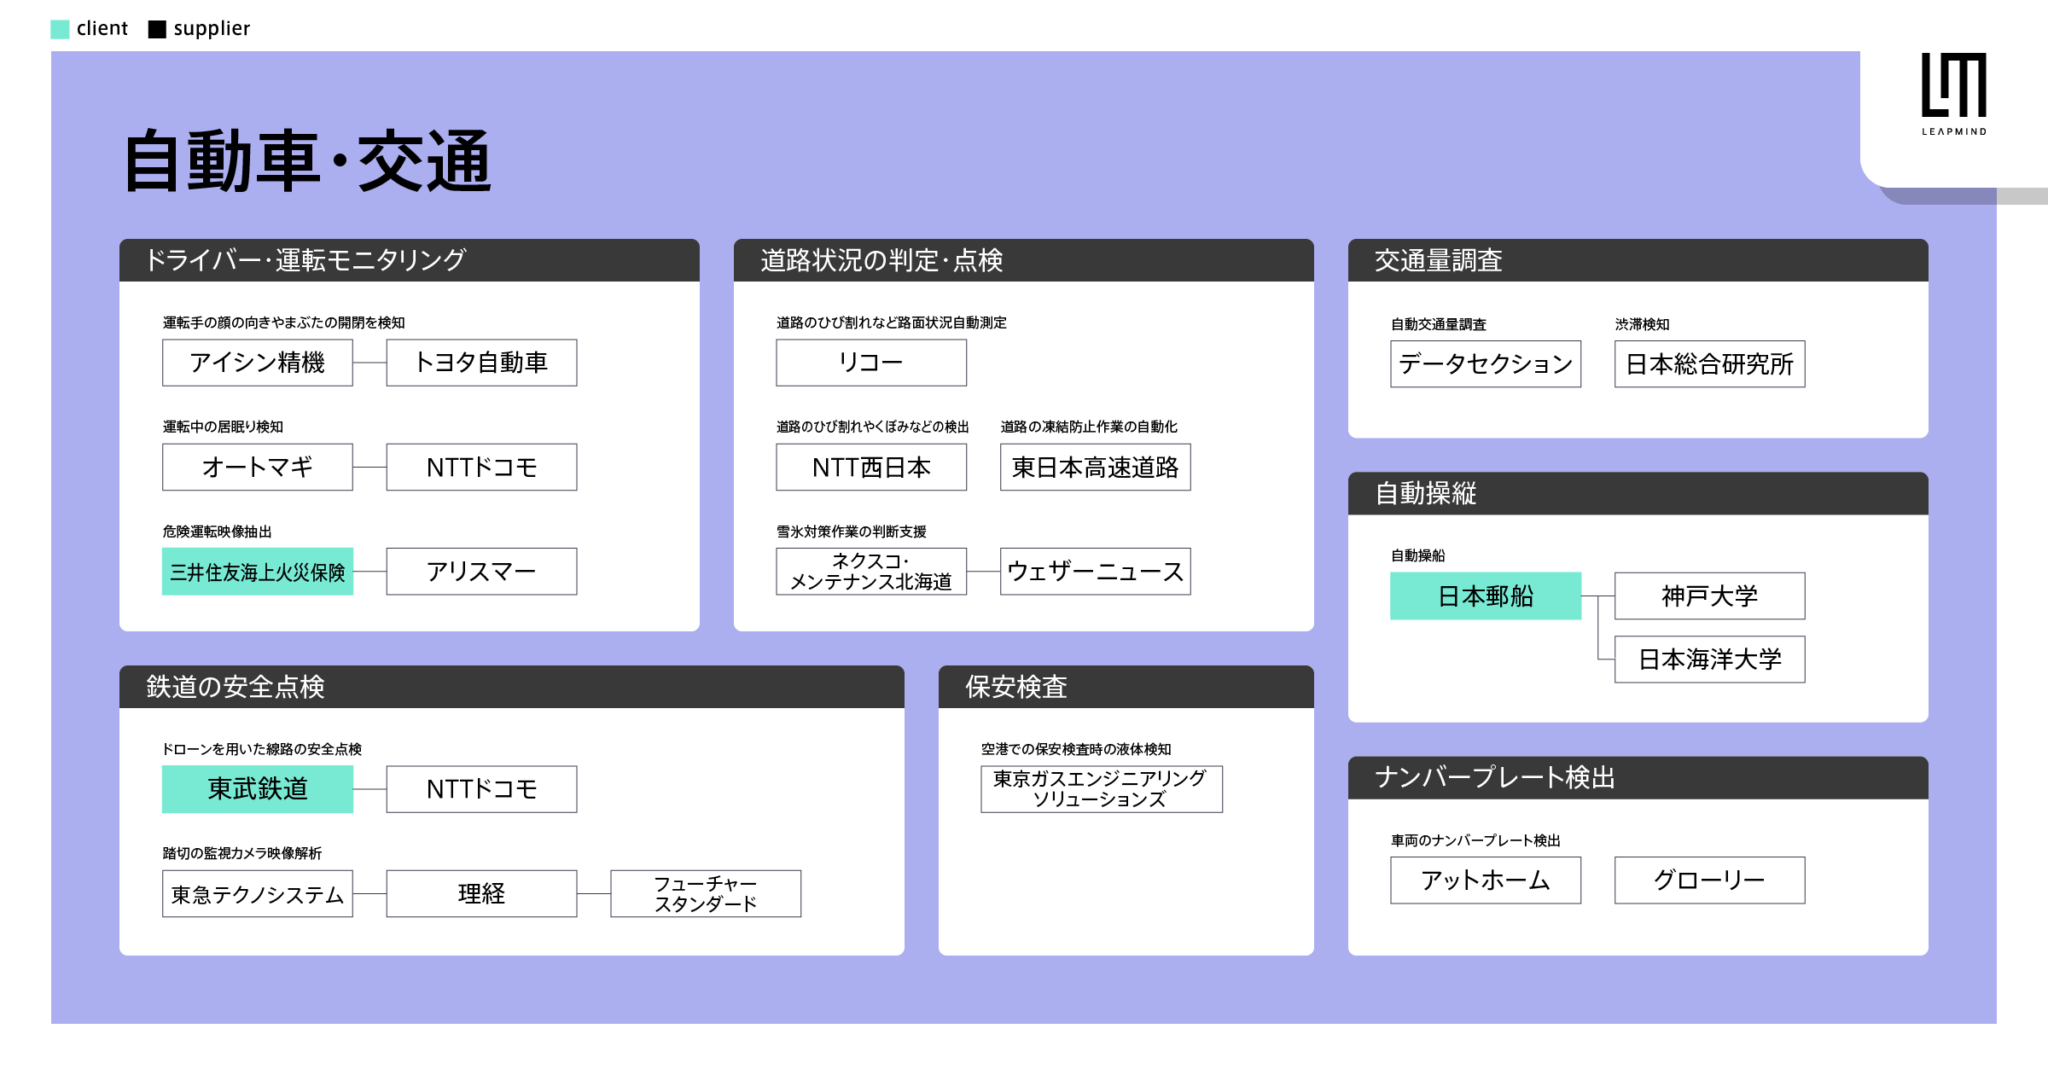 client supplier
LEAPMIND
自動車・交通
ドライバー・運転モニタリング
運転手の顔の向きやまぶたの開閉を検知
アイシン精機 トヨタ自動車
運転中の居眠り検知
オートマギ NTTドコモ
危険運転映像抽出
三井住友海上火災保険 アリスマー
道路状況の判定・点検
道路のひび割れなど路面状況自動測定
リコー
道路のひび割れやくぼみなどの検出 道路の凍結防止作業の自動化
NTT西日本 東日本高速道路
雪氷対策作業の判断支援
ネクスコ・
メンテナンス北海道
ウェザーニュース
交通量調査
自動交通量調査 渋滞検知
データセクション 日本総合研究所
自動操縦
自動操船
日本郵船 神戸大学
日本海洋大学
鉄道の安全点検
ドローンを用いた線路の安全点検
東武鉄道 NTTドコモ
踏切の監視カメラ映像解析
東急テクノシステム 理経
フューチャー
スタンダード
保安検査
空港での保安検査時の液体検知
東京ガスエンジニアリング
ソリューションズ
ナンバープレート検出
車両のナンバープレート検出
アットホーム グローリー